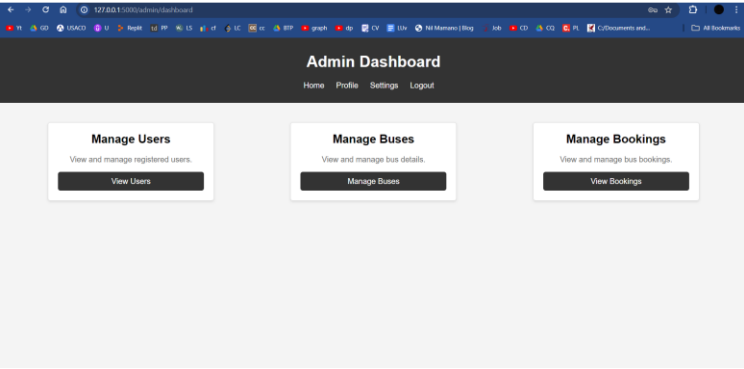 127.0.0.1:5000/admin/dashboard
Yt GD USACO U Replit PP LS cf LC cc BTP graph dp CV LUv Nil Mamano | Blog Job CD CQ PL C:/Documents and... All Bookmarks
Admin Dashboard
Home Profile Settings Logout
Manage Users Manage Buses Manage Bookings
View and manage registered users. View and manage bus details. View and manage bus bookings.
View Users Manage Buses View Bookings